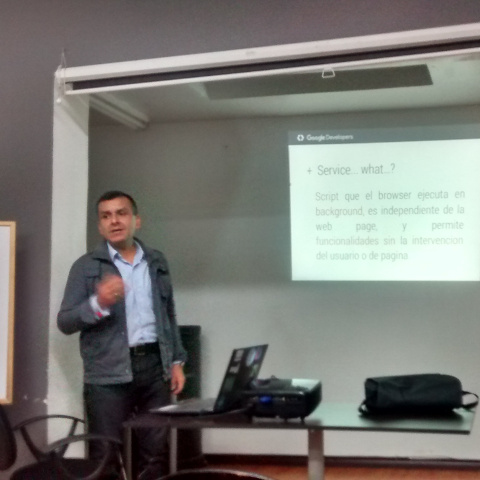 Google Developers
+ Service... what...?
Script que el browser ejecuta en
background, es independiente de la
web page, y permite
funcionalidades sin la intervencion
del usuario o de pagina.